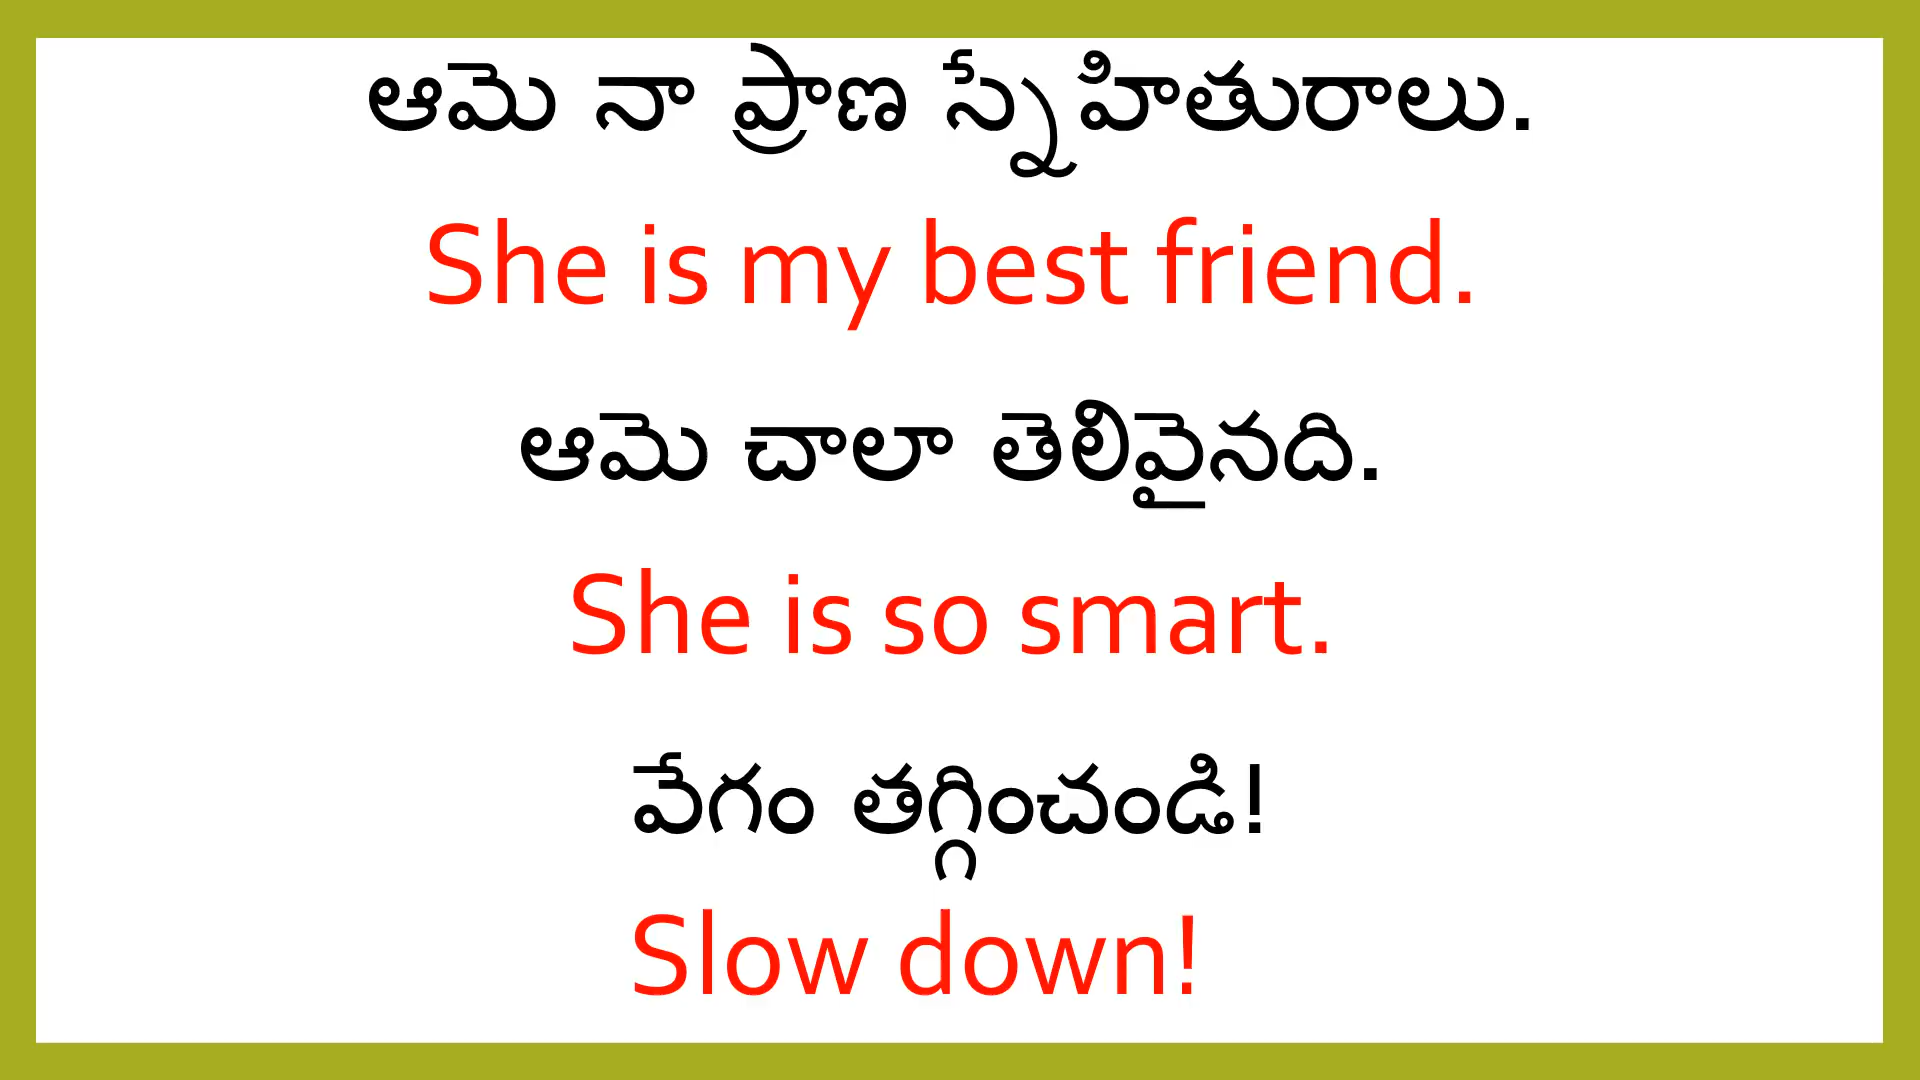 ఆమె నా ప్రాణ స్నేహితురాలు.
She is my best friend.
ఆమె చాలా తెలివైనది.
She is so smart.
వేగం తగ్గించండి!
Slow down!